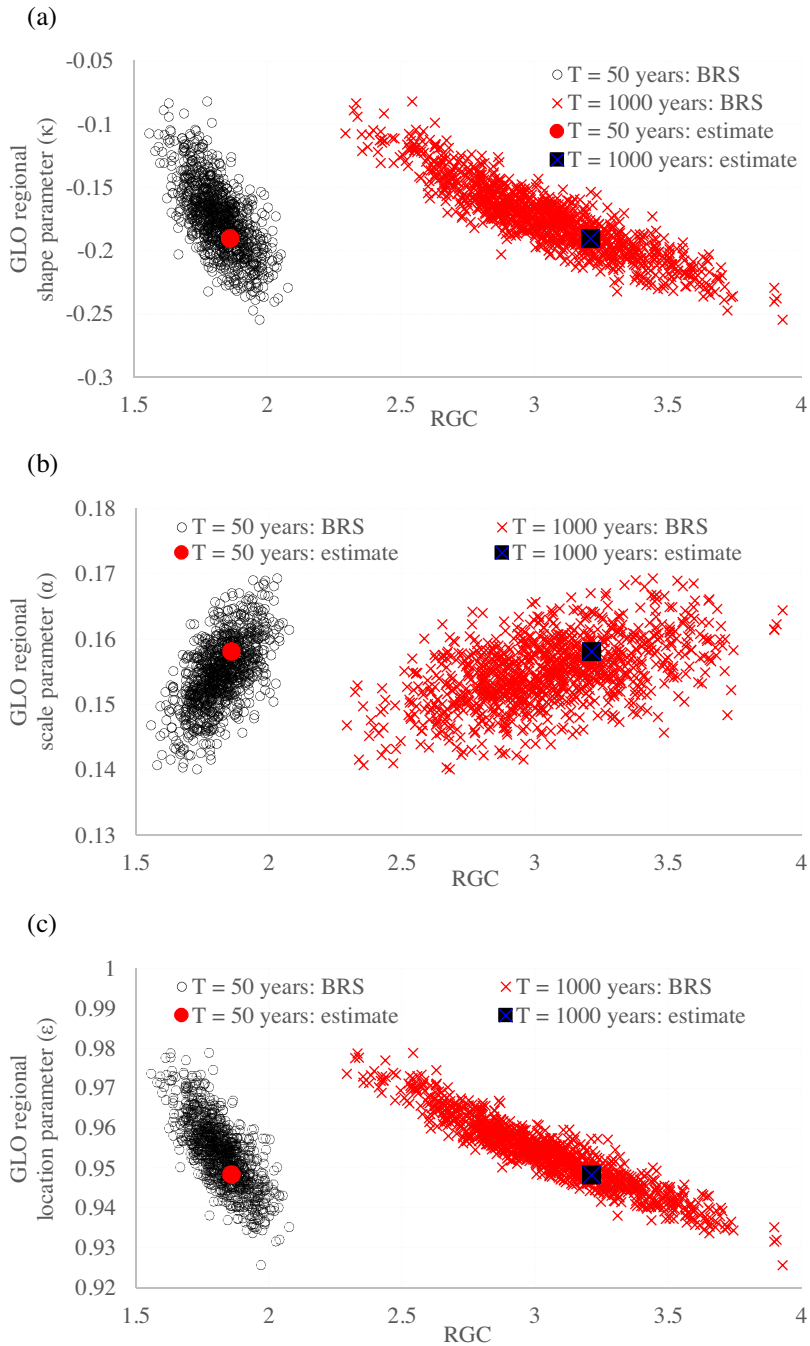 (a)
-0.05
-0.1
-0.15
-0.2
-0.25
-0.3
GLO regional
shape parameter (κ)
T = 50 years: BRS
T = 1000 years: BRS
T = 50 years: estimate
T = 1000 years: estimate
1.5 2 2.5 3 3.5 4
RGC
(b)
0.18
0.17
0.16
0.15
0.14
0.13
GLO regional
scale parameter (α)
T = 50 years: BRS T = 1000 years: BRS
T = 50 years: estimate T = 1000 years: estimate
1.5 2 2.5 3 3.5 4
RGC
(c)
1
0.99
0.98
0.97
0.96
0.95
0.94
0.93
0.92
GLO regional
location parameter (ε)
T = 50 years: BRS T = 1000 years: BRS
T = 50 years: estimate T = 1000 years: estimate
1.5 2 2.5 3 3.5 4
RGC